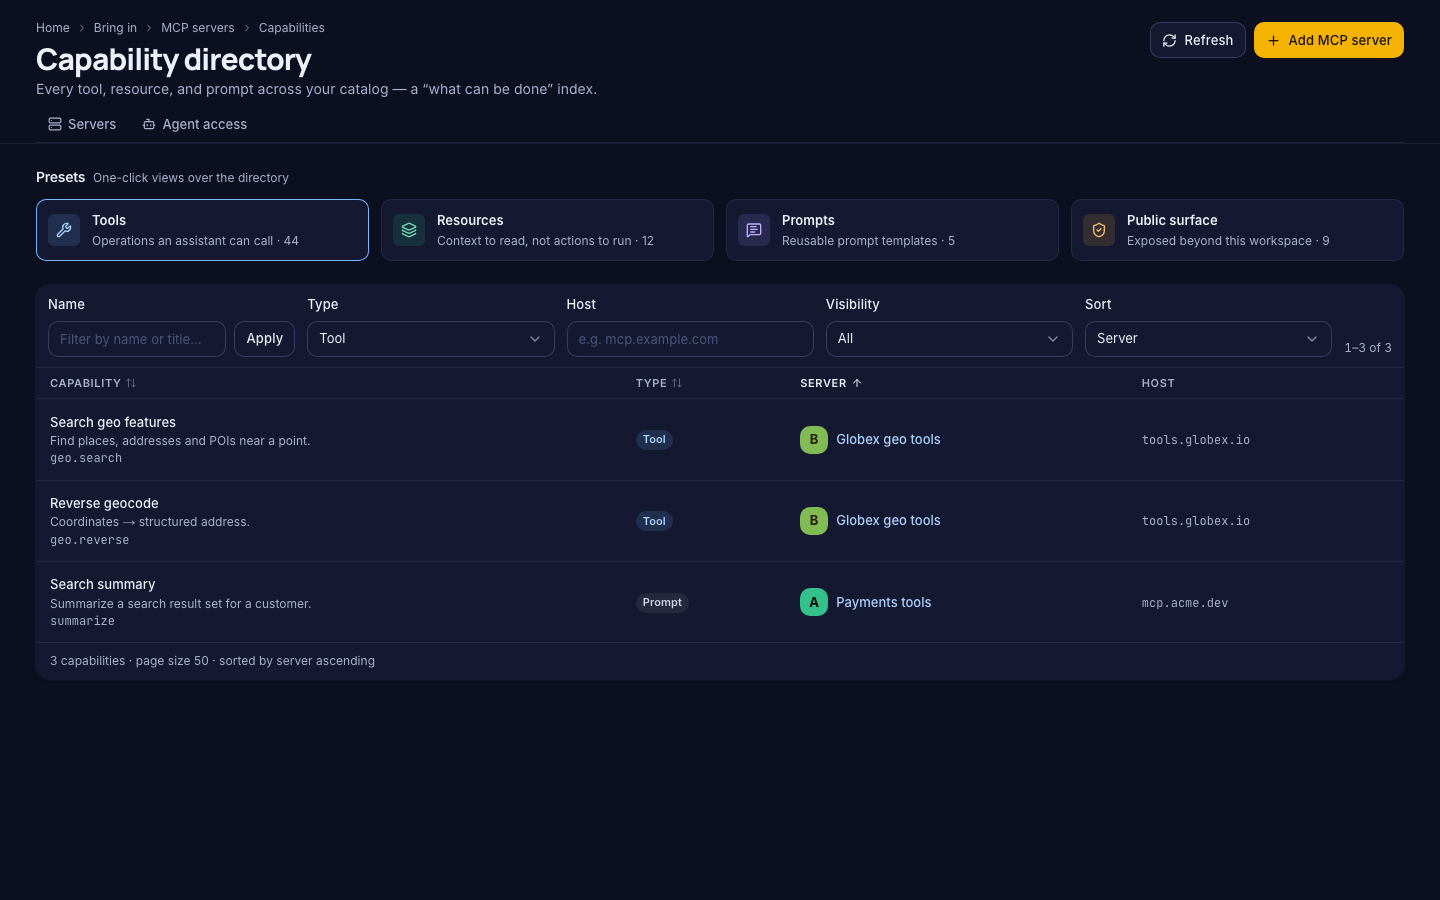 Home > Bring in > MCP servers > Capabilities
Capability directory
Every tool, resource, and prompt across your catalog — a “what can be done” index.
Refresh
Add MCP server
Servers
Agent access
Presets One-click views over the directory
Tools
Operations an assistant can call · 44
Resources
Context to read, not actions to run · 12
Prompts
Reusable prompt templates · 5
Public surface
Exposed beyond this workspace · 9
Name
Type
Host
Visibility
Sort
Filter by name or title...
Apply
Tool
e.g. mcp.example.com
All
Server
1–3 of 3
CAPABILITY
TYPE
SERVER
HOST
Search geo features
Find places, addresses and POIs near a point.
geo.search
Tool
B Globex geo tools
tools.globex.io
Reverse geocode
Coordinates → structured address.
geo.reverse
Tool
B Globex geo tools
tools.globex.io
Search summary
Summarize a search result set for a customer.
summarize
Prompt
A Payments tools
mcp.acme.dev
3 capabilities · page size 50 · sorted by server ascending